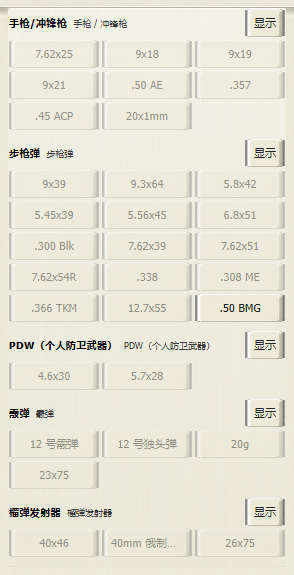 手枪/冲锋枪 手枪 / 冲锋枪 显示
7.62x25 9x18 9x19
9x21 .50 AE .357
.45 ACP 20x1mm
步枪弹 步枪弹 显示
9x39 9.3x64 5.8x42
5.45x39 5.56x45 6.8x51
.300 Blk 7.62x39 7.62x51
7.62x54R .338 .308 ME
.366 TKM 12.7x55 .50 BMG
PDW（个人防卫武器） PDW（个人防卫武器） 显示
4.6x30 5.7x28
霰弹 霰弹 显示
12 号霰弹 12 号独头弹 20g
23x75
榴弹发射器 榴弹发射器 显示
40x46 40mm 俄制... 26x75